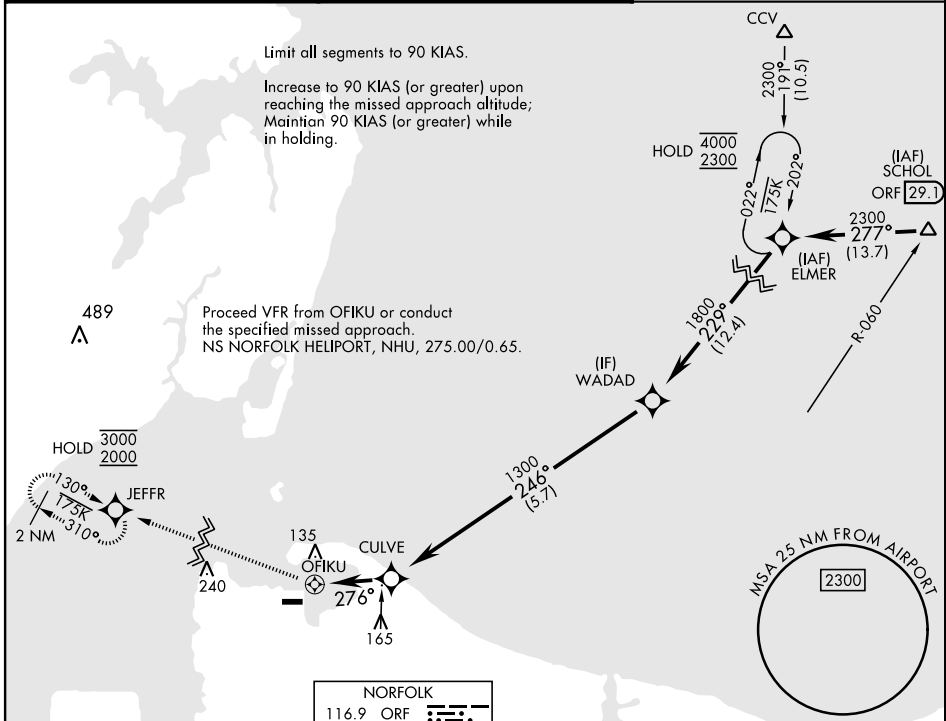 Limit all segments to 90 KIAS.
Increase to 90 KIAS (or greater) upon
reaching the missed approach altitude;
Maintian 90 KIAS (or greater) while
in holding.
CCV
2300
191°
(10.5)
HOLD 4000
2300
022°
175K
202°
(IAF)
SCHOL
ORF 29.1
2300
277°
(13.7)
(IAF)
ELMER
R-060
489
Proceed VFR from OFIKU or conduct
the specified missed approach.
NS NORFOLK HELIPORT, NHU, 275.00/0.65.
1800
229°
(12.4)
(IF)
WADAD
HOLD 3000
2000
130°
175K
310°
JEFFR
2 NM
1300
246°
(5.7)
240
135
OFIKU
CULVE
276°
165
MSA 25 NM FROM AIRPORT
2300
NORFOLK
116.9 ORF